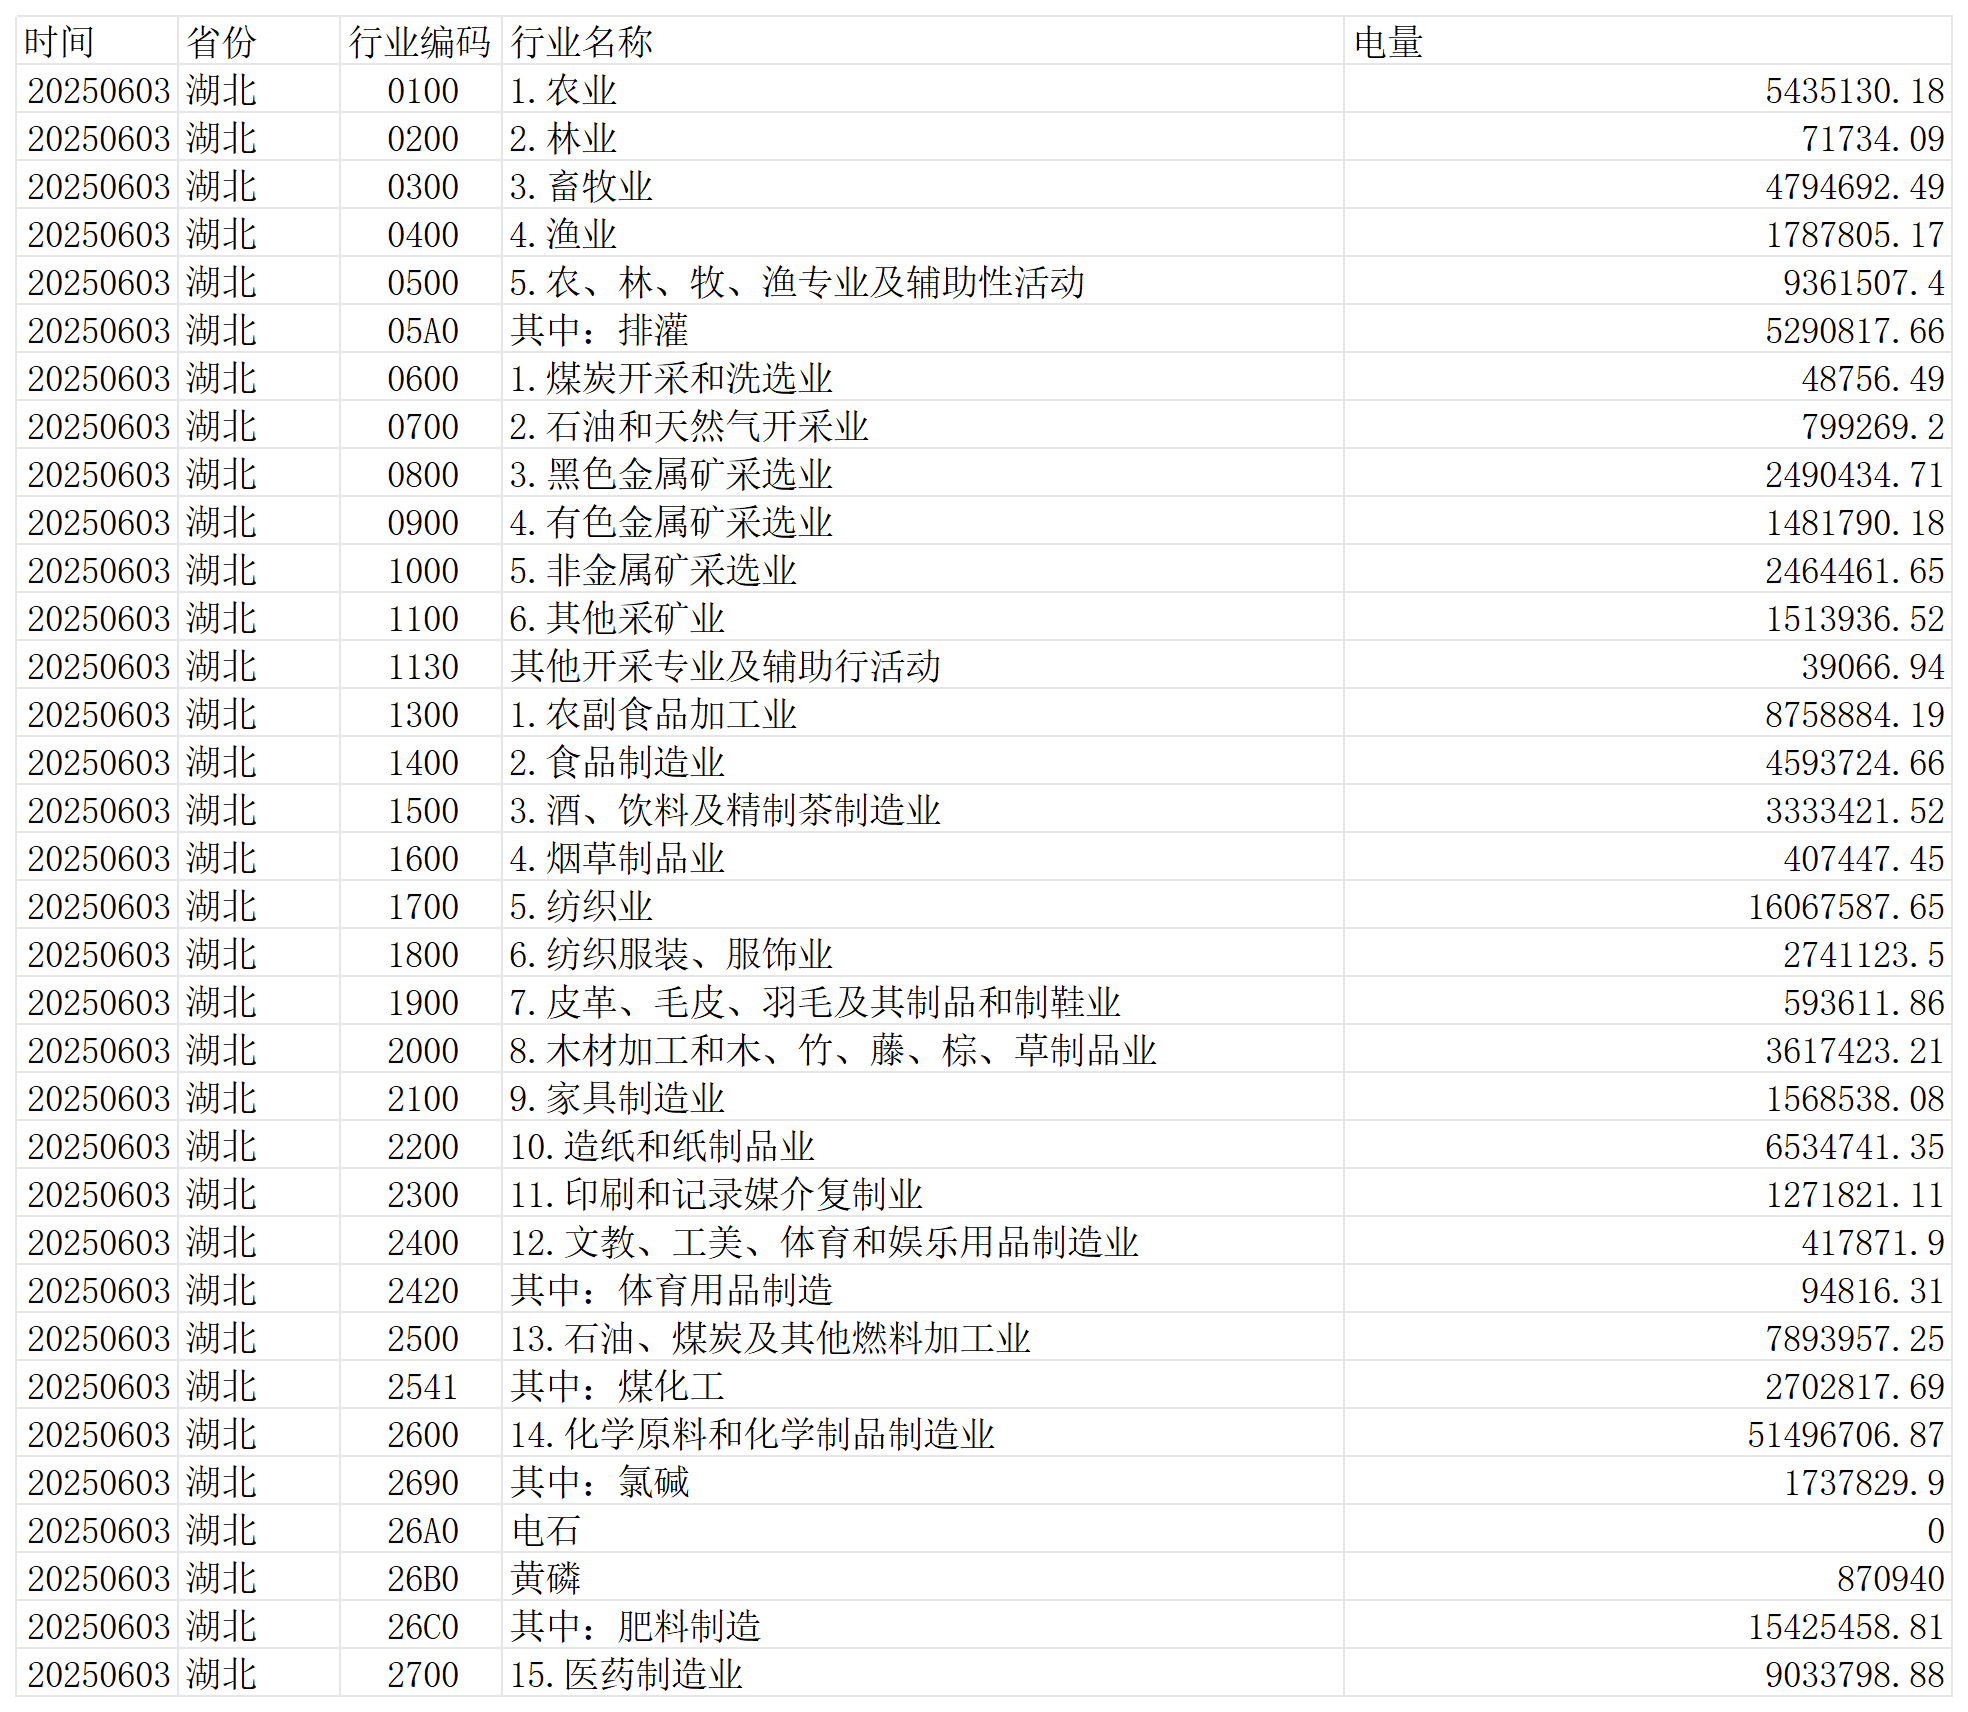 时间 省份 行业编码 行业名称 电量
20250603 湖北 0100 1.农业 5435130.18
20250603 湖北 0200 2.林业 71734.09
20250603 湖北 0300 3.畜牧业 4794692.49
20250603 湖北 0400 4.渔业 1787805.17
20250603 湖北 0500 5.农、林、牧、渔专业及辅助性活动 9361507.4
20250603 湖北 05A0 其中：排灌 5290817.66
20250603 湖北 0600 1.煤炭开采和洗选业 48756.49
20250603 湖北 0700 2.石油和天然气开采业 799269.2
20250603 湖北 0800 3.黑色金属矿采选业 2490434.71
20250603 湖北 0900 4.有色金属矿采选业 1481790.18
20250603 湖北 1000 5.非金属矿采选业 2464461.65
20250603 湖北 1100 6.其他采矿业 1513936.52
20250603 湖北 1130 其他开采专业及辅助行活动 39066.94
20250603 湖北 1300 1.农副食品加工业 8758884.19
20250603 湖北 1400 2.食品制造业 4593724.66
20250603 湖北 1500 3.酒、饮料及精制茶制造业 3333421.52
20250603 湖北 1600 4.烟草制品业 407447.45
20250603 湖北 1700 5.纺织业 16067587.65
20250603 湖北 1800 6.纺织服装、服饰业 2741123.5
20250603 湖北 1900 7.皮革、毛皮、羽毛及其制品和制鞋业 593611.86
20250603 湖北 2000 8.木材加工和木、竹、藤、棕、草制品业 3617423.21
20250603 湖北 2100 9.家具制造业 1568538.08
20250603 湖北 2200 10.造纸和纸制品业 6534741.35
20250603 湖北 2300 11.印刷和记录媒介复制业 1271821.11
20250603 湖北 2400 12.文教、工美、体育和娱乐用品制造业 417871.9
20250603 湖北 2420 其中：体育用品制造 94816.31
20250603 湖北 2500 13.石油、煤炭及其他燃料加工业 7893957.25
20250603 湖北 2541 其中：煤化工 2702817.69
20250603 湖北 2600 14.化学原料和化学制品制造业 51496706.87
20250603 湖北 2690 其中：氯碱 1737829.9
20250603 湖北 26A0 电石 0
20250603 湖北 26B0 黄磷 870940
20250603 湖北 26C0 其中：肥料制造 15425458.81
20250603 湖北 2700 15.医药制造业 9033798.88